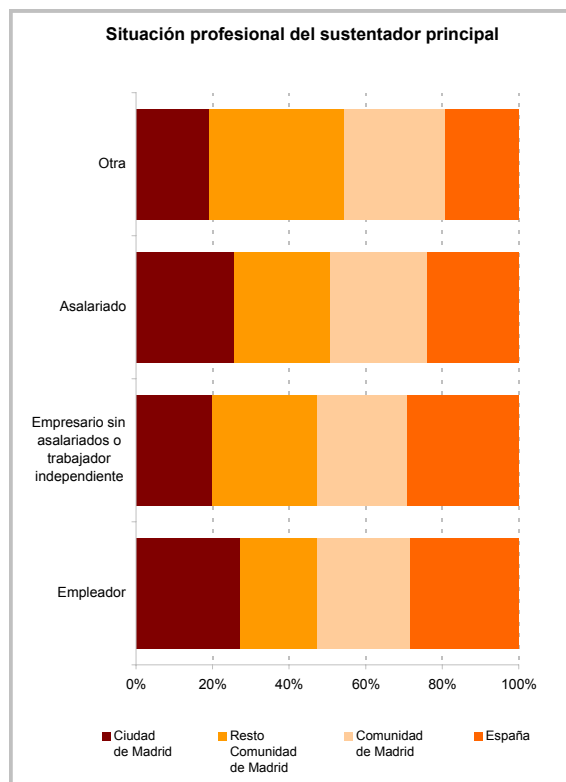 Situación profesional del sustentador principal
Otra
Asalariado
Empresario sin
asalariados o
trabajador
independiente
Empleador
0% 20% 40% 60% 80% 100%
Ciudad
de Madrid
Resto
Comunidad
de Madrid
Comunidad
de Madrid
España